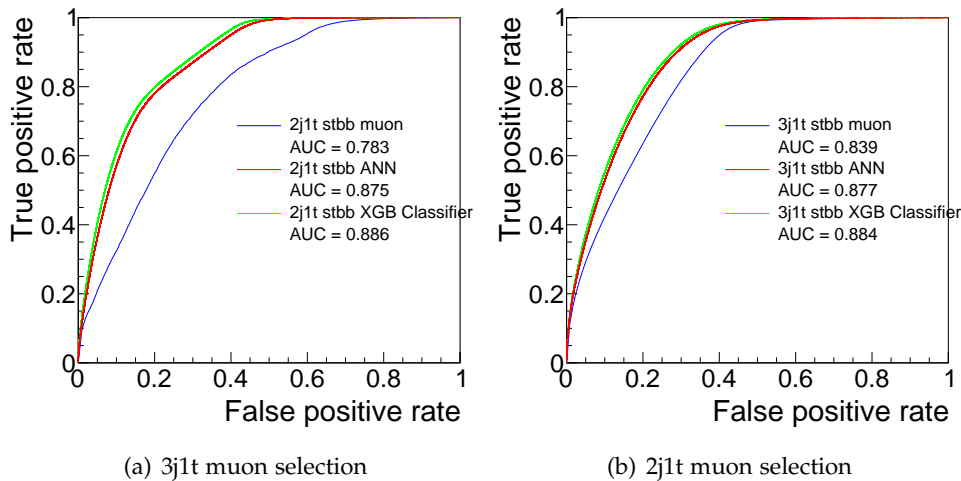 True positive rate
1
0.8
0.6
0.4
0.2
0
2j1t stbb muon
AUC = 0.783
2j1t stbb ANN
AUC = 0.875
2j1t stbb XGB Classifier
AUC = 0.886
0 0.2 0.4 0.6 0.8 1
False positive rate
(a) 3j1t muon selection
True positive rate
1
0.8
0.6
0.4
0.2
0
3j1t stbb muon
AUC = 0.839
3j1t stbb ANN
AUC = 0.877
3j1t stbb XGB Classifier
AUC = 0.884
0 0.2 0.4 0.6 0.8 1
False positive rate
(b) 2j1t muon selection